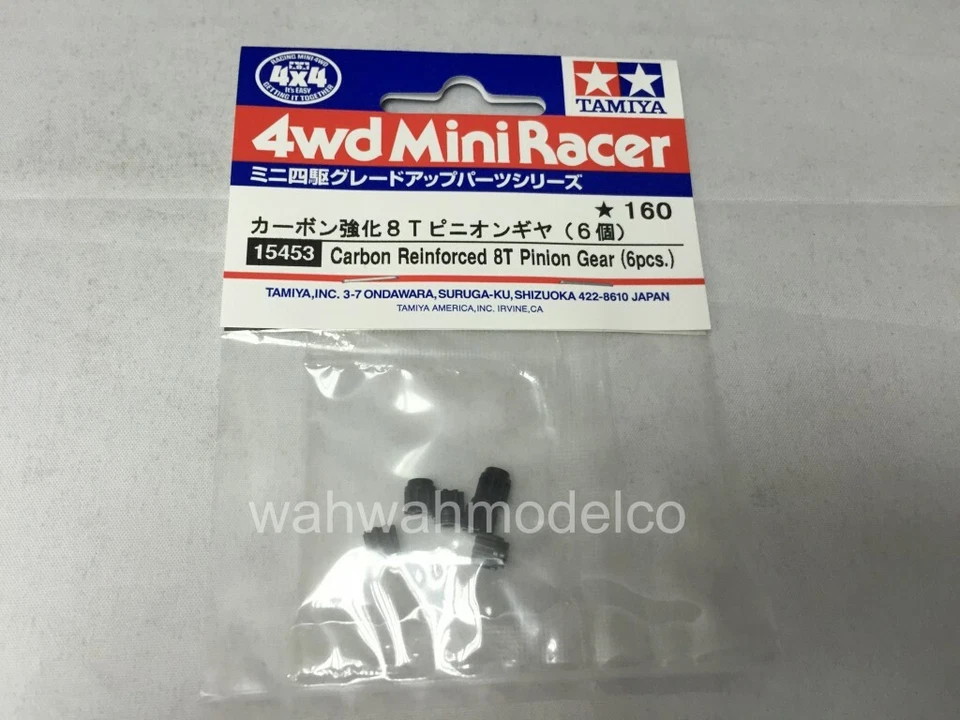 RACING MINI 4WD
4x4
It's EASY
GETTING IT TOGETHER
TAMIYA
4wd Mini Racer
ミニ四駆グレードアップパーツシリーズ
★ 160
カーボン強化8Tピニオンギヤ(6個)
15453 Carbon Reinforced 8T Pinion Gear (6pcs.)
TAMIYA,INC. 3-7 ONDAWARA, SURUGA-KU, SHIZUOKA 422-8610 JAPAN
TAMIYA AMERICA,INC. IRVINE,CA
wahwahmodelco